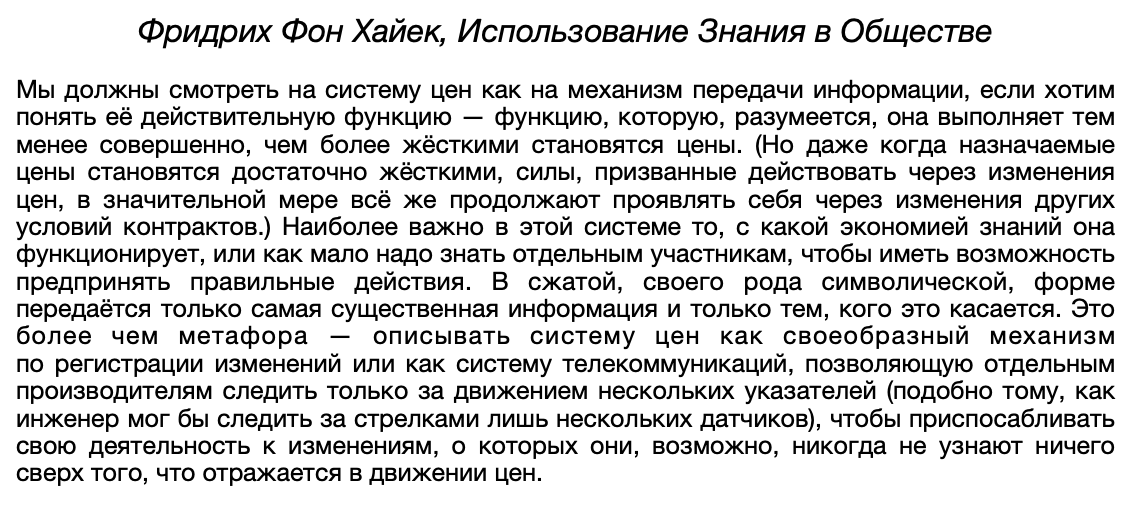 Фридрих Фон Хайек, Использование Знания в Обществе
Мы должны смотреть на систему цен как на механизм передачи информации, если хотим
понять её действительную функцию — функцию, которую, разумеется, она выполняет тем
менее совершенно, чем более жёсткими становятся цены. (Но даже когда назначаемые
цены становятся достаточно жёсткими, силы, призванные действовать через изменения
цен, в значительной мере всё же продолжают проявлять себя через изменения других
условий контрактов.) Наиболее важно в этой системе то, с какой экономией знаний она
функционирует, или как мало надо знать отдельным участникам, чтобы иметь возможность
предпринять правильные действия. В сжатой, своего рода символической, форме
передаётся только самая существенная информация и только тем, кого это касается. Это
более чем метафора — описывать систему цен как своеобразный механизм
по регистрации изменений или как систему телекоммуникаций, позволяющую отдельным
производителям следить только за движением нескольких указателей (подобно тому, как
инженер мог бы следить за стрелками лишь нескольких датчиков), чтобы приспосабливать
свою деятельность к изменениям, о которых они, возможно, никогда не узнают ничего
сверх того, что отражается в движении цен.